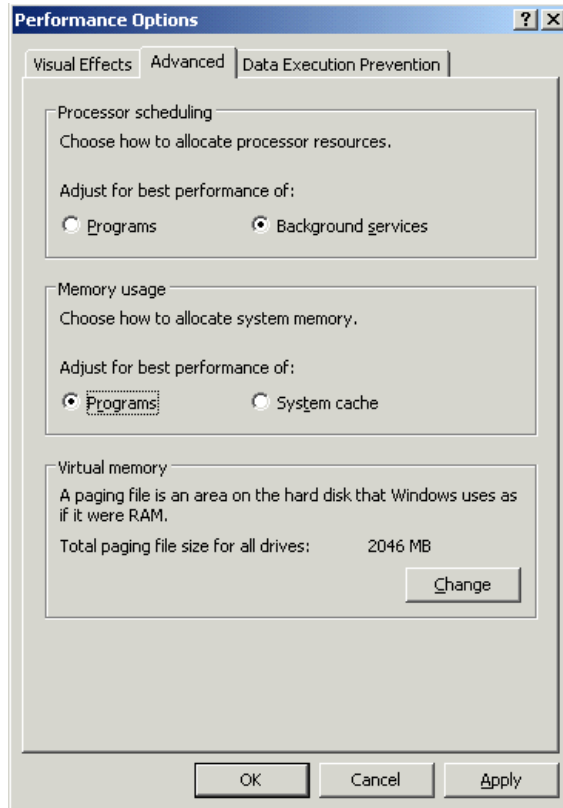 Performance Options
Visual Effects Advanced Data Execution Prevention
Processor scheduling
Choose how to allocate processor resources.
Adjust for best performance of:
Programs Background services
Memory usage
Choose how to allocate system memory.
Adjust for best performance of:
Programs System cache
Virtual memory
A paging file is an area on the hard disk that Windows uses as
if it were RAM.
Total paging file size for all drives: 2046 MB
Change
OK Cancel Apply